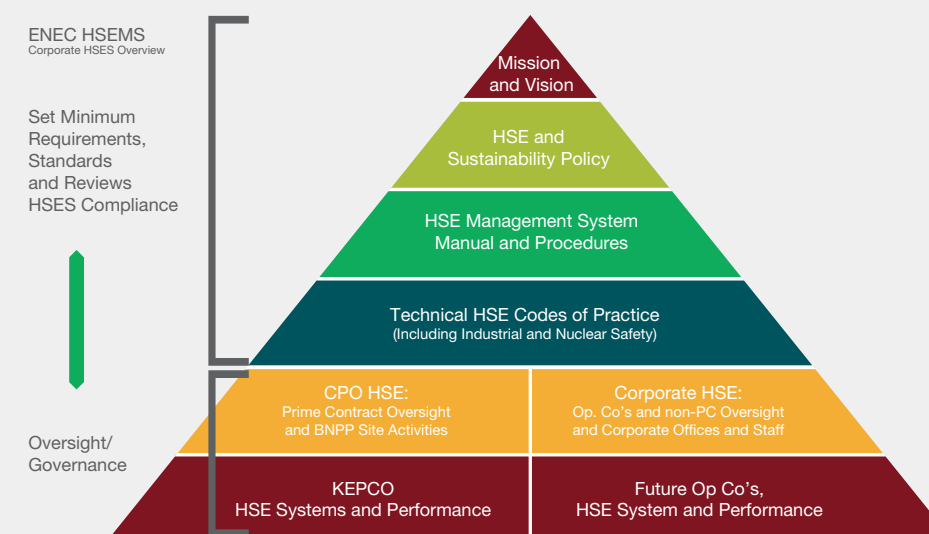 ENEC HSEMS
Corporate HSES Overview
Set Minimum
Requirements,
Standards
and Reviews
HSES Compliance
Oversight/
Governance
Mission
and Vision
HSE and
Sustainability Policy
HSE Management System
Manual and Procedures
Technical HSE Codes of Practice
(Including Industrial and Nuclear Safety)
CPO HSE:
Prime Contract Oversight
and BNPP Site Activities
Corporate HSE:
Op. Co's and non-PC Oversight
and Corporate Offices and Staff
KEPCO
HSE Systems and Performance
Future Op Co's,
HSE System and Performance